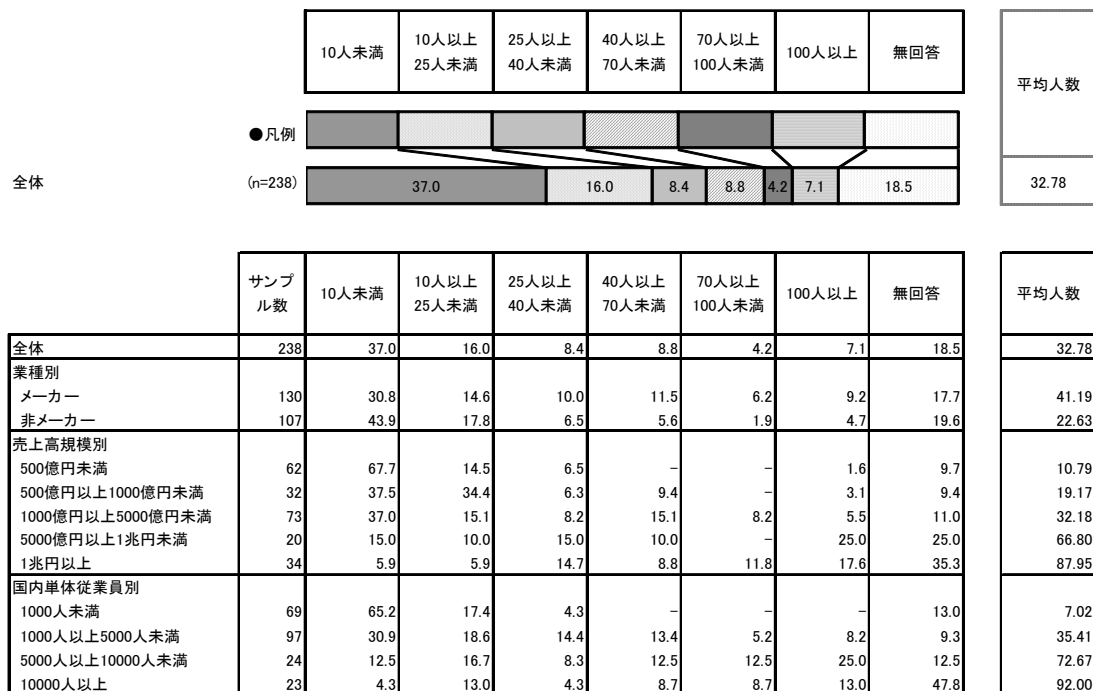 10人未満 10人以上25人未満 25人以上40人未満 40人以上70人未満 70人以上100人未満 100人以上 無回答 平均人数
●凡例
全体 (n=238) 37.0 16.0 8.4 8.8 4.2 7.1 18.5 32.78
サンプル数 10人未満 10人以上25人未満 25人以上40人未満 40人以上70人未満 70人以上100人未満 100人以上 無回答 平均人数
全体 238 37.0 16.0 8.4 8.8 4.2 7.1 18.5 32.78
業種別
メーカー 130 30.8 14.6 10.0 11.5 6.2 9.2 17.7 41.19
非メーカー 107 43.9 17.8 6.5 5.6 1.9 4.7 19.6 22.63
売上高規模別
500億円未満 62 67.7 14.5 6.5 － － 1.6 9.7 10.79
500億円以上1000億円未満 32 37.5 34.4 6.3 9.4 － 3.1 9.4 19.17
1000億円以上5000億円未満 73 37.0 15.1 8.2 15.1 8.2 5.5 11.0 32.18
5000億円以上1兆円未満 20 15.0 10.0 15.0 10.0 － 25.0 25.0 66.80
1兆円以上 34 5.9 5.9 14.7 8.8 11.8 17.6 35.3 87.95
国内単体従業員別
1000人未満 69 65.2 17.4 4.3 － － － 13.0 7.02
1000人以上5000人未満 97 30.9 18.6 14.4 13.4 5.2 8.2 9.3 35.41
5000人以上10000人未満 24 12.5 16.7 8.3 12.5 12.5 25.0 12.5 72.67
10000人以上 23 4.3 13.0 4.3 8.7 8.7 13.0 47.8 92.00